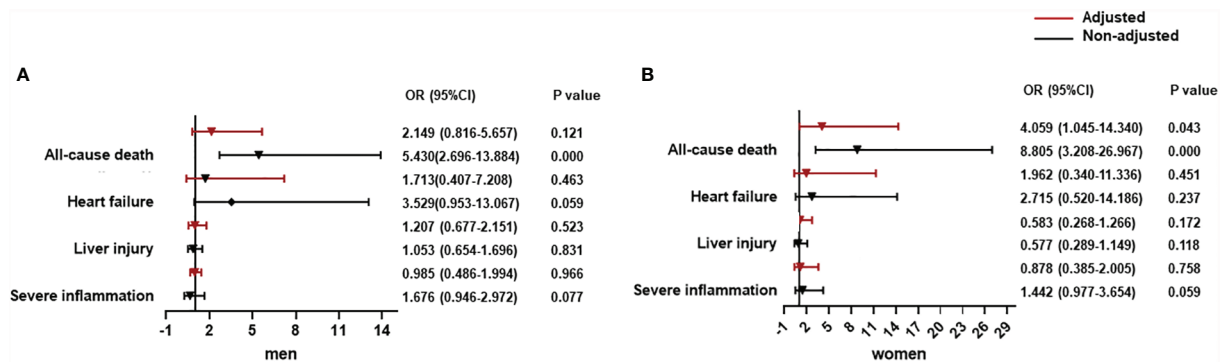 Adjusted
Non-adjusted
A
OR (95%CI) P value
2.149 (0.816-5.657) 0.121
All-cause death 5.430(2.696-13.884) 0.000
1.713(0.407-7.208) 0.463
Heart failure 3.529(0.953-13.067) 0.059
1.207 (0.677-2.151) 0.523
Liver injury 1.053 (0.654-1.696) 0.831
0.985 (0.486-1.994) 0.966
Severe inflammation 1.676 (0.946-2.972) 0.077
-1 2 5 8 11 14
men
B
OR (95%CI) P value
4.059 (1.045-14.340) 0.043
All-cause death 8.805 (3.208-26.967) 0.000
1.962 (0.340-11.336) 0.451
Heart failure 2.715 (0.520-14.186) 0.237
0.583 (0.268-1.266) 0.172
Liver injury 0.577 (0.289-1.149) 0.118
0.878 (0.385-2.005) 0.758
Severe inflammation 1.442 (0.977-3.654) 0.059
-1 2 5 8 11 14 17 20 23 26 29
women